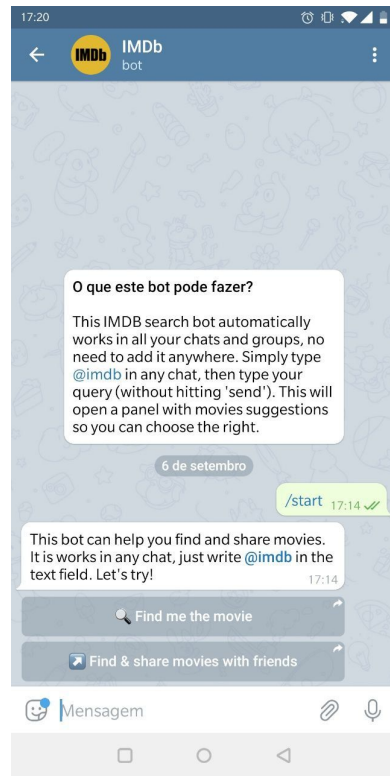 17:20
IMDb
IMDb
bot
O que este bot pode fazer?
This IMDB search bot automatically
works in all your chats and groups, no
need to add it anywhere. Simply type
@imdb in any chat, then type your
query (without hitting 'send'). This will
open a panel with movies suggestions
so you can choose the right.
6 de setembro
/start 17:14
This bot can help you find and share movies.
It is works in any chat, just write @imdb in the
text field. Let's try!
17:14
Find me the movie
Find & share movies with friends
Mensagem